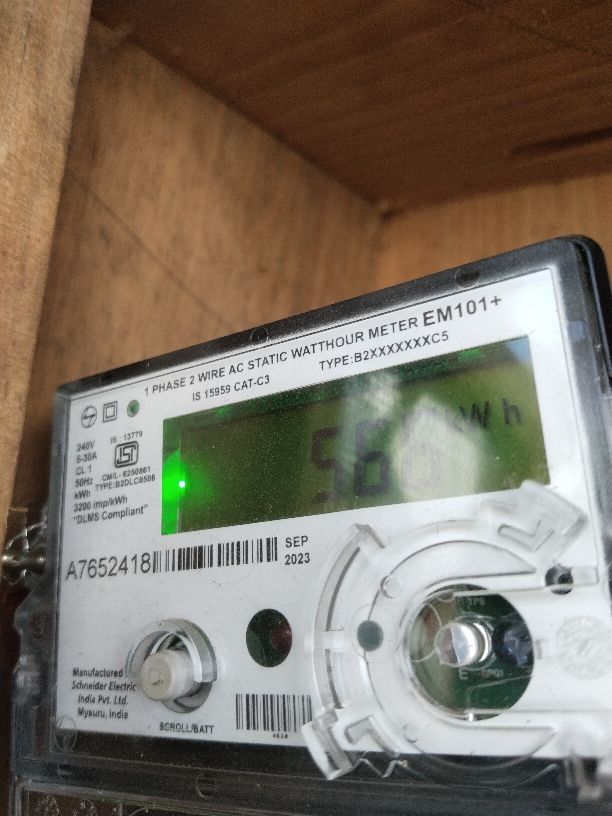 1 PHASE 2 WIRE AC STATIC WATTHOUR METER EM101+
IS 15959 CAT-C3 TYPE:B2XXXXXXXC5
240V
5-30A
CL 1
50Hz
kWh
3200 imp/kWh
"DLMS Compliant"
IS : 13779
ISI
CM/L- 6250861
TYPE:B2DLC0506
kWh
A7652418
SEP
2023
Manufactured
Schneider Electric
India Pvt. Ltd.
Mysuru, India
SCROLL/BATT